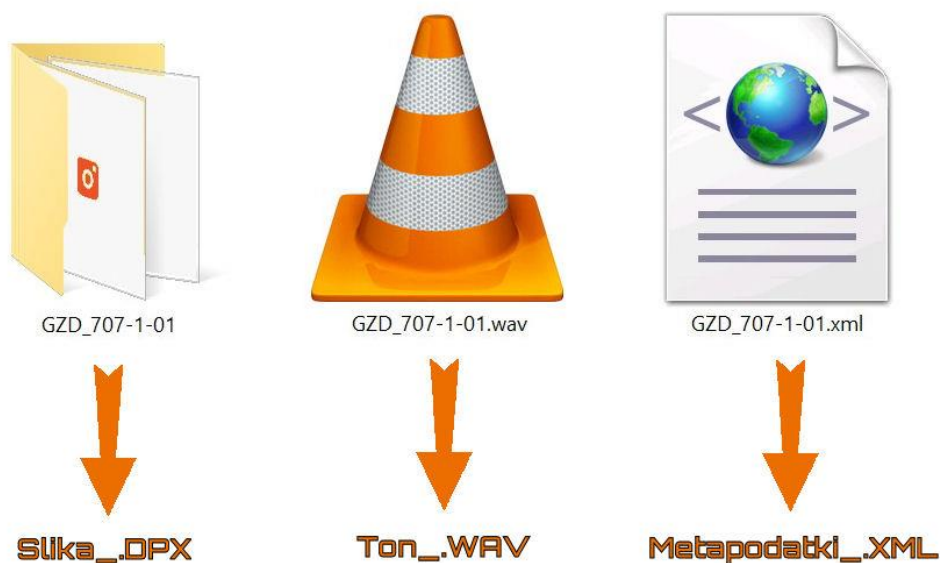 GZD_707-1-01
GZD_707-1-01.wav
GZD_707-1-01.xml
Slika_.DPX
Ton_.WAV
Metapodatki_.XML